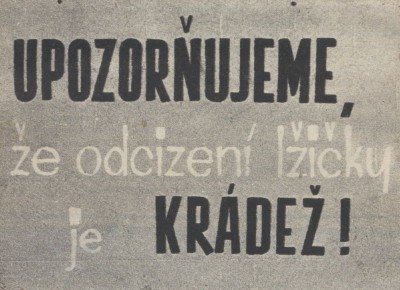 UPOZORŇUJEME,
že odcizení lžičky
je KRÁDEŽ!